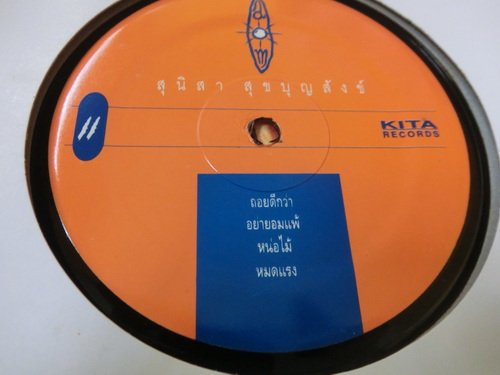 สุนิสา สุขบุญสังข์
KITA
RECORDS
ถอยดีกว่า
อย่ายอมแพ้
หน่อไม้
หมดแรง